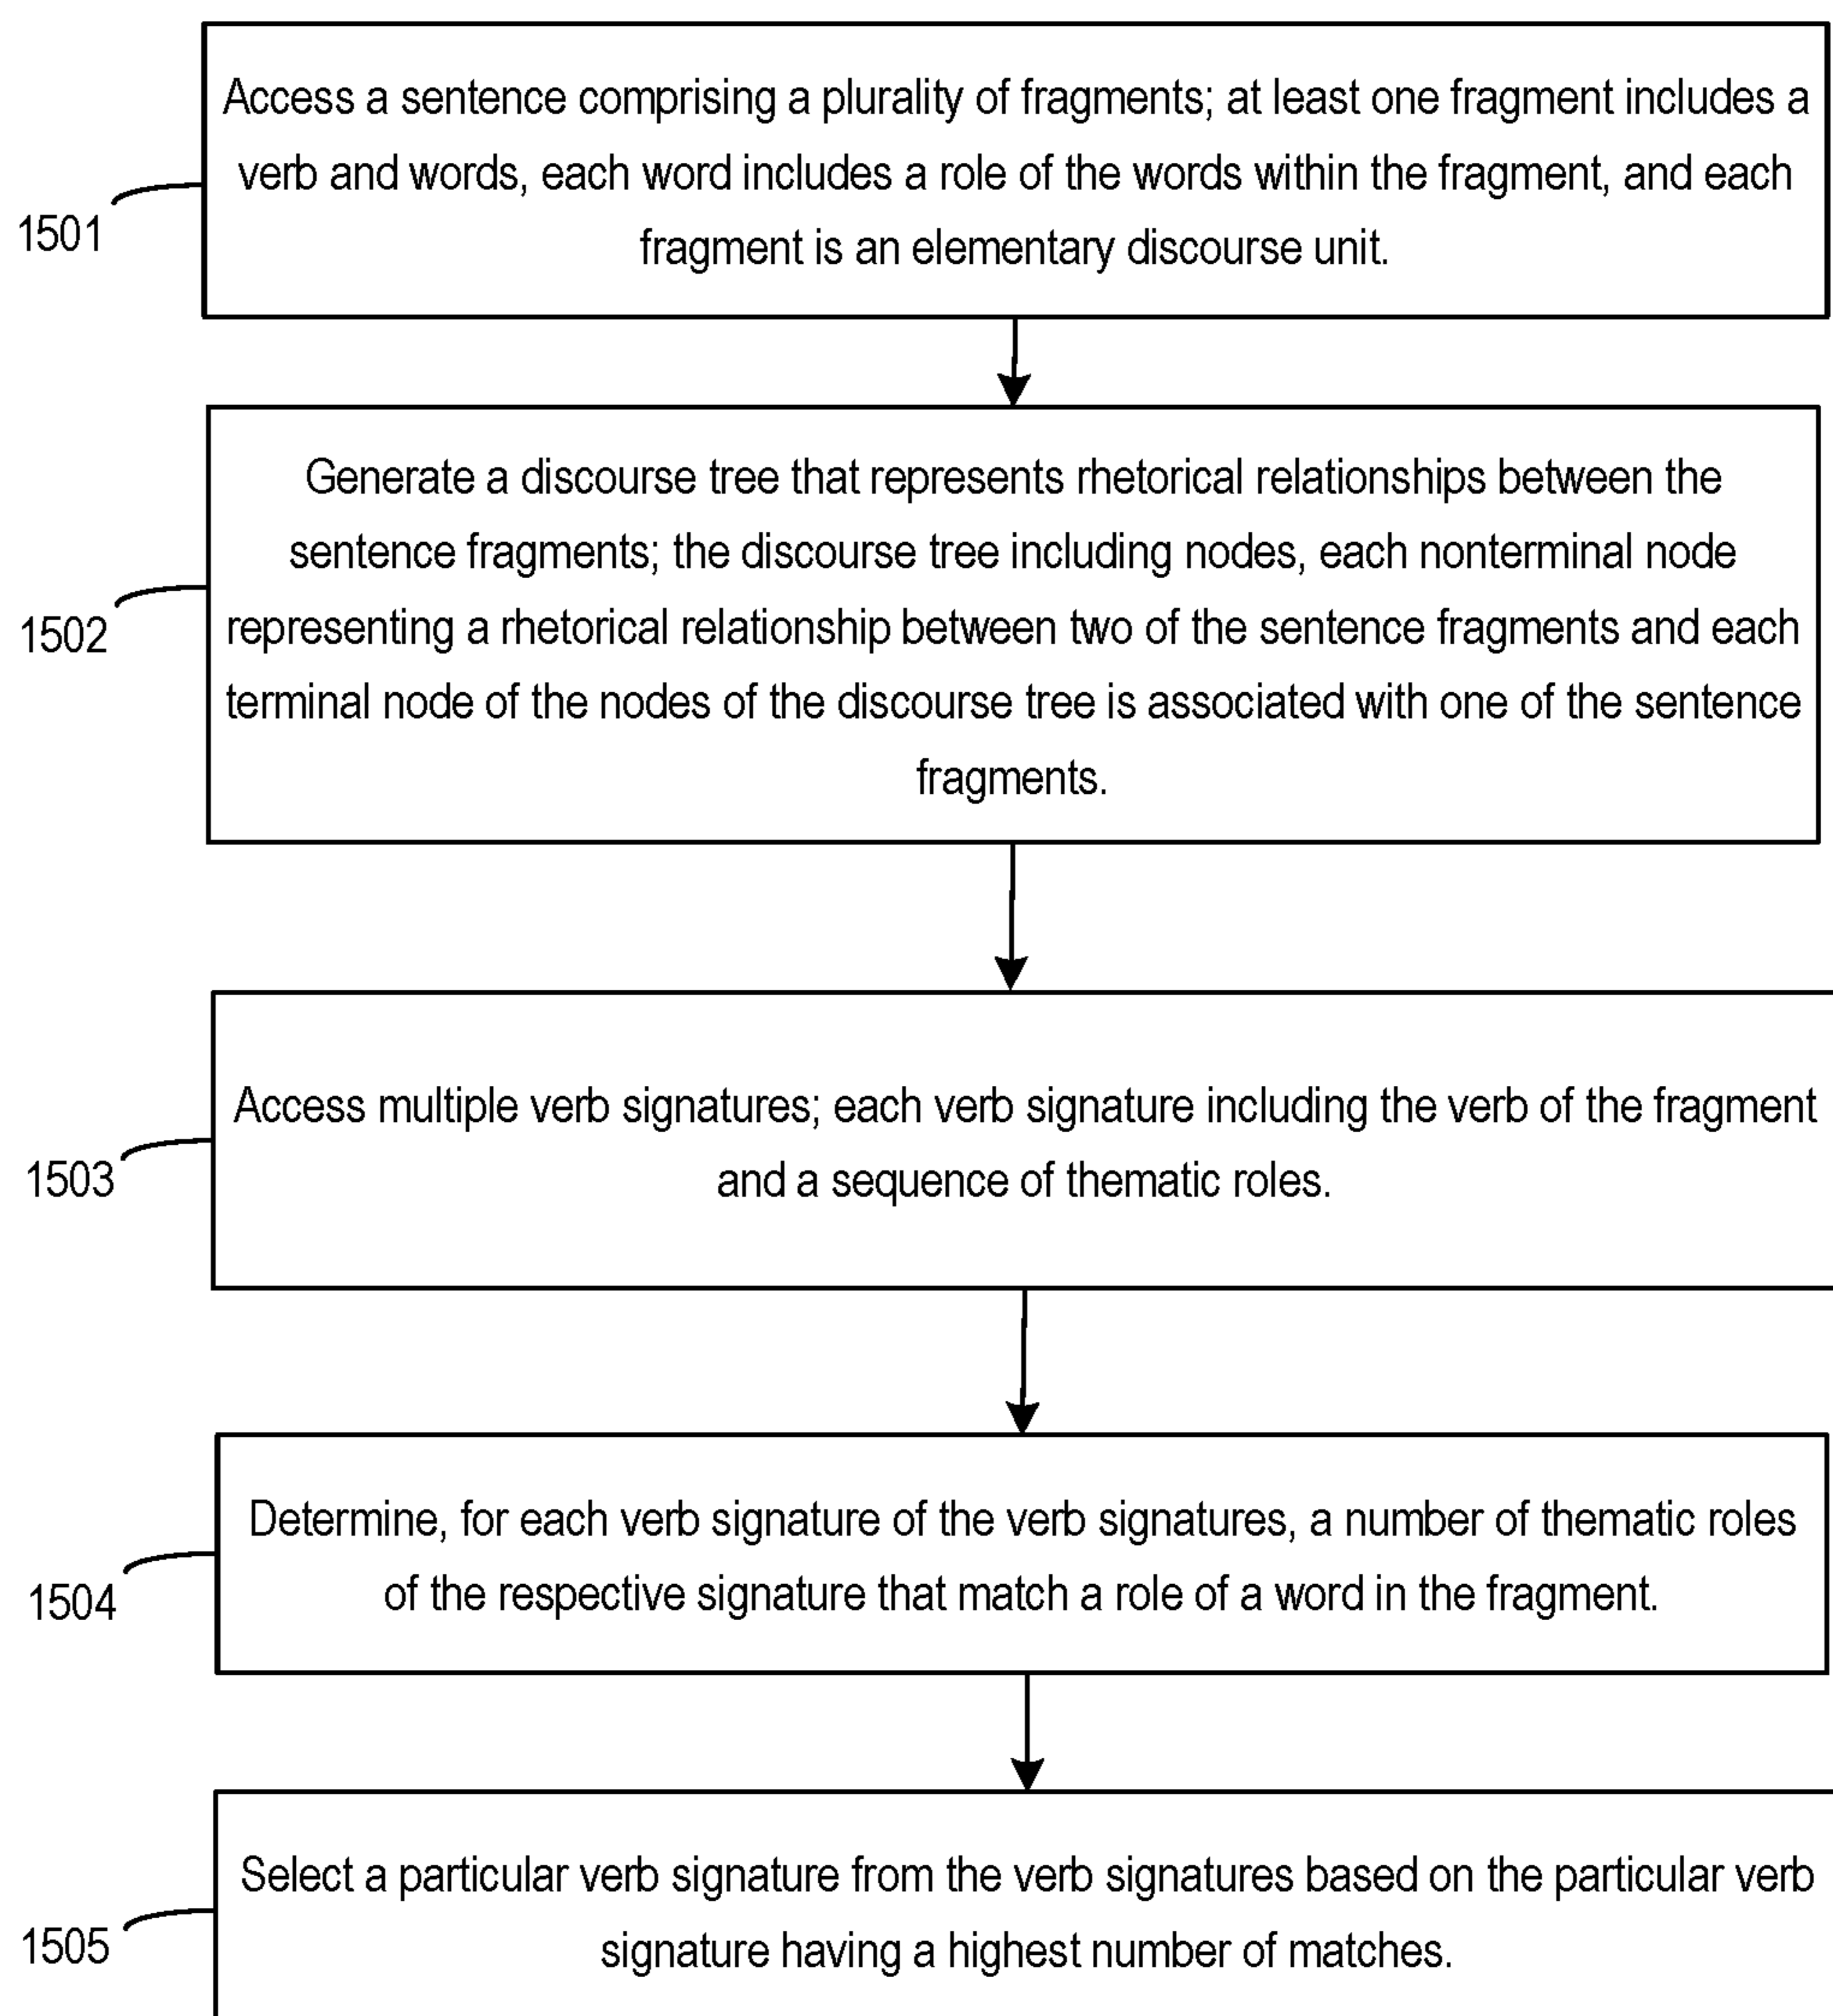 Access a sentence comprising a plurality of fragments; at least one fragment includes a
verb and words, each word includes a role of the words within the fragment, and each
fragment is an elementary discourse unit.
1501
Generate a discourse tree that represents rhetorical relationships between the
sentence fragments; the discourse tree including nodes, each nonterminal node
representing a rhetorical relationship between two of the sentence fragments and each
terminal node of the nodes of the discourse tree is associated with one of the sentence
fragments.
1502
Access multiple verb signatures; each verb signature including the verb of the fragment
and a sequence of thematic roles.
1503
Determine, for each verb signature of the verb signatures, a number of thematic roles
of the respective signature that match a role of a word in the fragment.
1504
Select a particular verb signature from the verb signatures based on the particular verb
signature having a highest number of matches.
1505